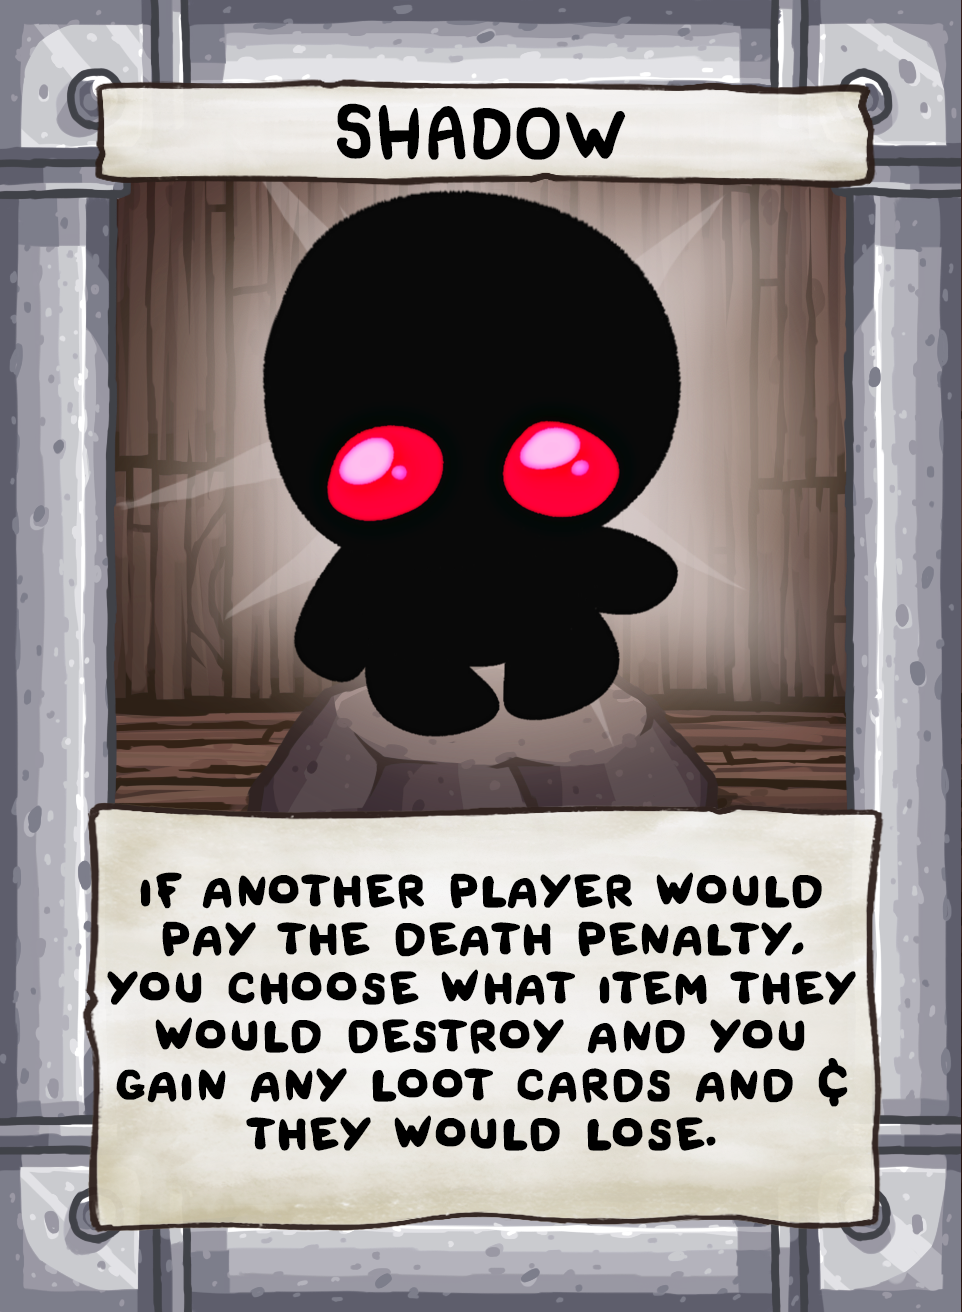 SHADOW
IF ANOTHER PLAYER WOULD
PAY THE DEATH PENALTY,
YOU CHOOSE WHAT ITEM THEY
WOULD DESTROY AND YOU
GAIN ANY LOOT CARDS AND ¢
THEY WOULD LOSE.